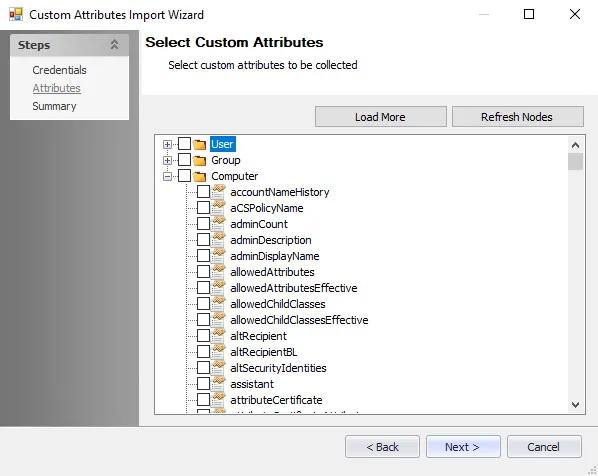 Custom Attributes Import Wizard
Steps
Credentials
Attributes
Summary
Select Custom Attributes
Select custom attributes to be collected
Load More
Refresh Nodes
User
Group
Computer
accountNameHistory
aCSPolicyName
adminCount
adminDescription
adminDisplayName
allowedAttributes
allowedAttributesEffective
allowedChildClasses
allowedChildClassesEffective
altRecipient
altRecipientBL
altSecurityIdentities
assistant
attributeCertificate
< Back
Next >
Cancel